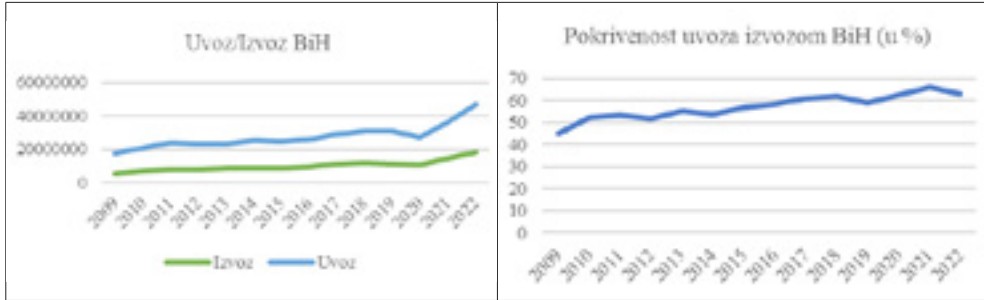 Uvoz/Izvoz BiH
60000000
40000000
20000000
0
2009 2010 2011 2012 2013 2014 2015 2016 2017 2018 2019 2020 2021 2022
Izvoz Uvoz
Pokrivenost uvoza izvozom BiH (u %)
70
60
50
40
30
20
10
0
2009 2010 2011 2012 2013 2014 2015 2016 2017 2018 2019 2020 2021 2022